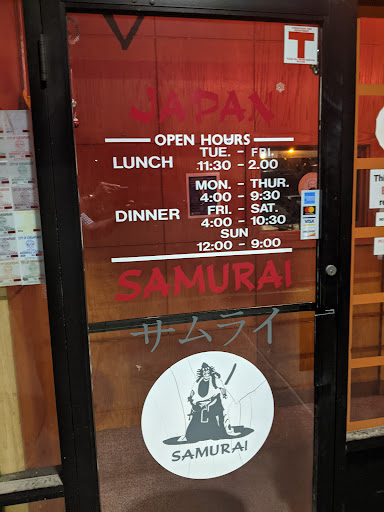 T
JAPAN
OPEN HOURS
LUNCH TUE. - FRI.
11:30 - 2.00
MON. - THUR.
4:00 - 9:30
DINNER FRI. - SAT.
4:00 - 10:30
SUN
12:00 - 9:00
SAMURAI
サムライ
SAMURAI
VISA